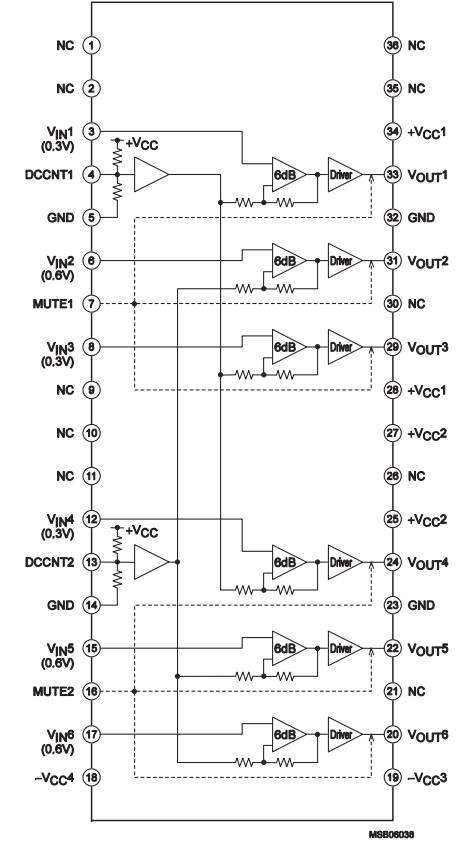 NC 1 36 NC
NC 2 35 NC
VIN1 3 34 +VCC1
(0.3V)
+VCC
DCCNT1 4 6dB Driver 33 VOUT1
GND 5 32 GND
VIN2 6 6dB Driver 31 VOUT2
(0.6V)
MUTE1 7 30 NC
VIN3 8 6dB Driver 29 VOUT3
(0.3V)
NC 9 28 +VCC1
NC 10 27 +VCC2
NC 11 26 NC
VIN4 12 25 +VCC2
(0.3V)
+VCC
DCCNT2 13 6dB Driver 24 VOUT4
GND 14 23 GND
VIN5 15 6dB Driver 22 VOUT5
(0.6V)
MUTE2 16 21 NC
VIN6 17 6dB Driver 20 VOUT6
(0.6V)
–VCC4 18 19 –VCC3
MSB06038